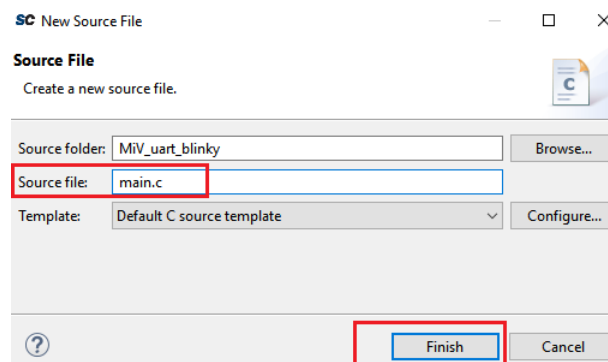 SC New Source File
Source File
Create a new source file.
C
Source folder: MiV_uart_blinky Browse...
Source file: main.c
Template: Default C source template Configure...
? Finish Cancel